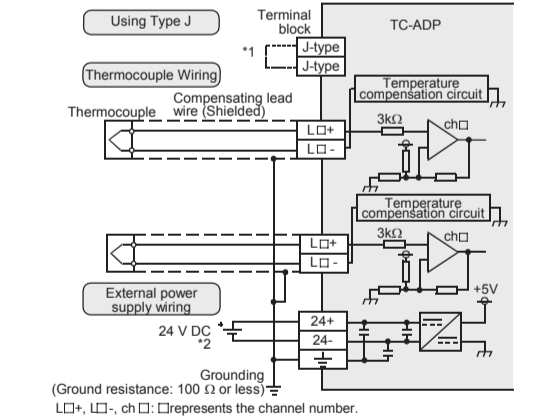 Using Type J
Terminal
block
TC-ADP
*1
J-type
J-type
Thermocouple Wiring
Temperature
compensation circuit
Compensating lead
wire (Shielded)
Thermocouple
L□+
L□-
3kΩ
ch□
Temperature
compensation circuit
L□+
L□-
3kΩ
ch□
External power
supply wiring
+5V
24 V DC
*2
+
24+
24-
Grounding
(Ground resistance: 100 Ω or less)
L□+, L□-, ch□: □represents the channel number.